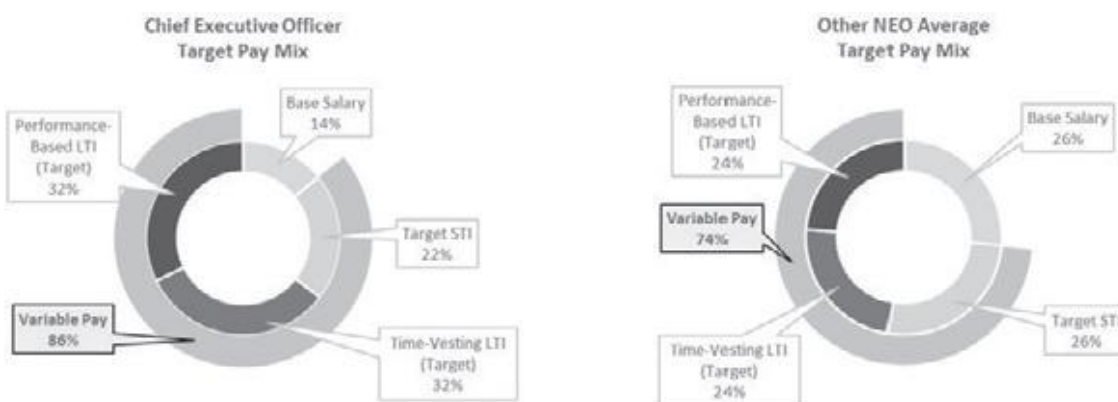 Chief Executive Officer
Target Pay Mix
Performance-
Based LTI
(Target)
32%
Base Salary
14%
Target STI
22%
Variable Pay
86%
Time-Vesting LTI
(Target)
32%
Other NEO Average
Target Pay Mix
Performance-
Based LTI
(Target)
24%
Base Salary
26%
Variable Pay
74%
Time-Vesting LTI
(Target)
24%
Target STI
26%